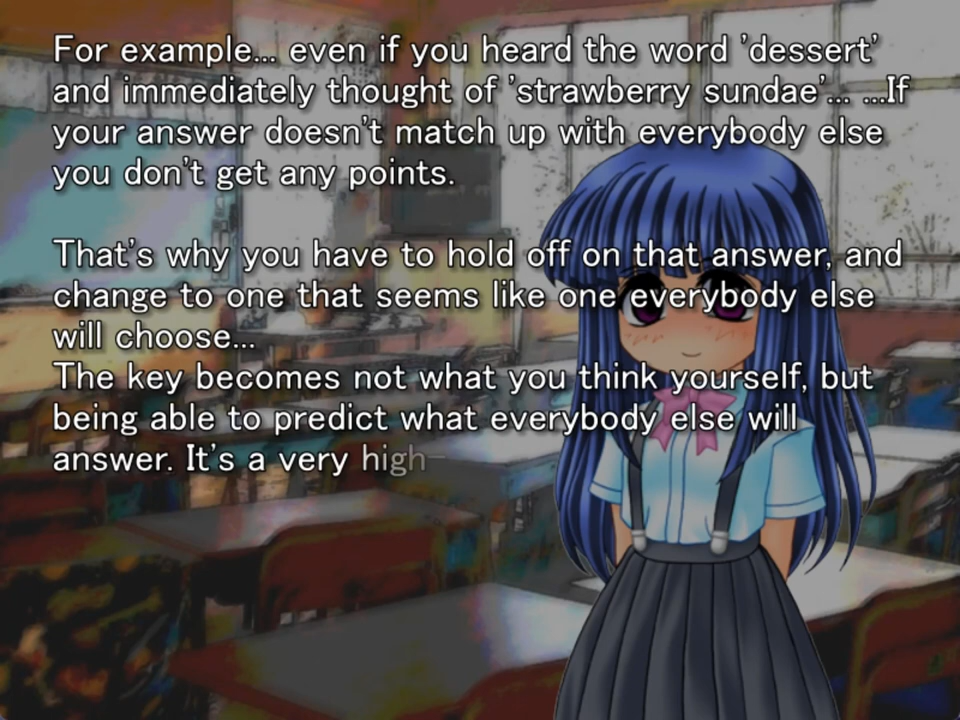 For example... even if you heard the word 'dessert'
and immediately thought of 'strawberry sundae'... ...If
your answer doesn't match up with everybody else
you don't get any points.
That's why you have to hold off on that answer, and
change to one that seems like one everybody else
will choose...
The key becomes not what you think yourself, but
being able to predict what everybody else will
answer. It's a very high-